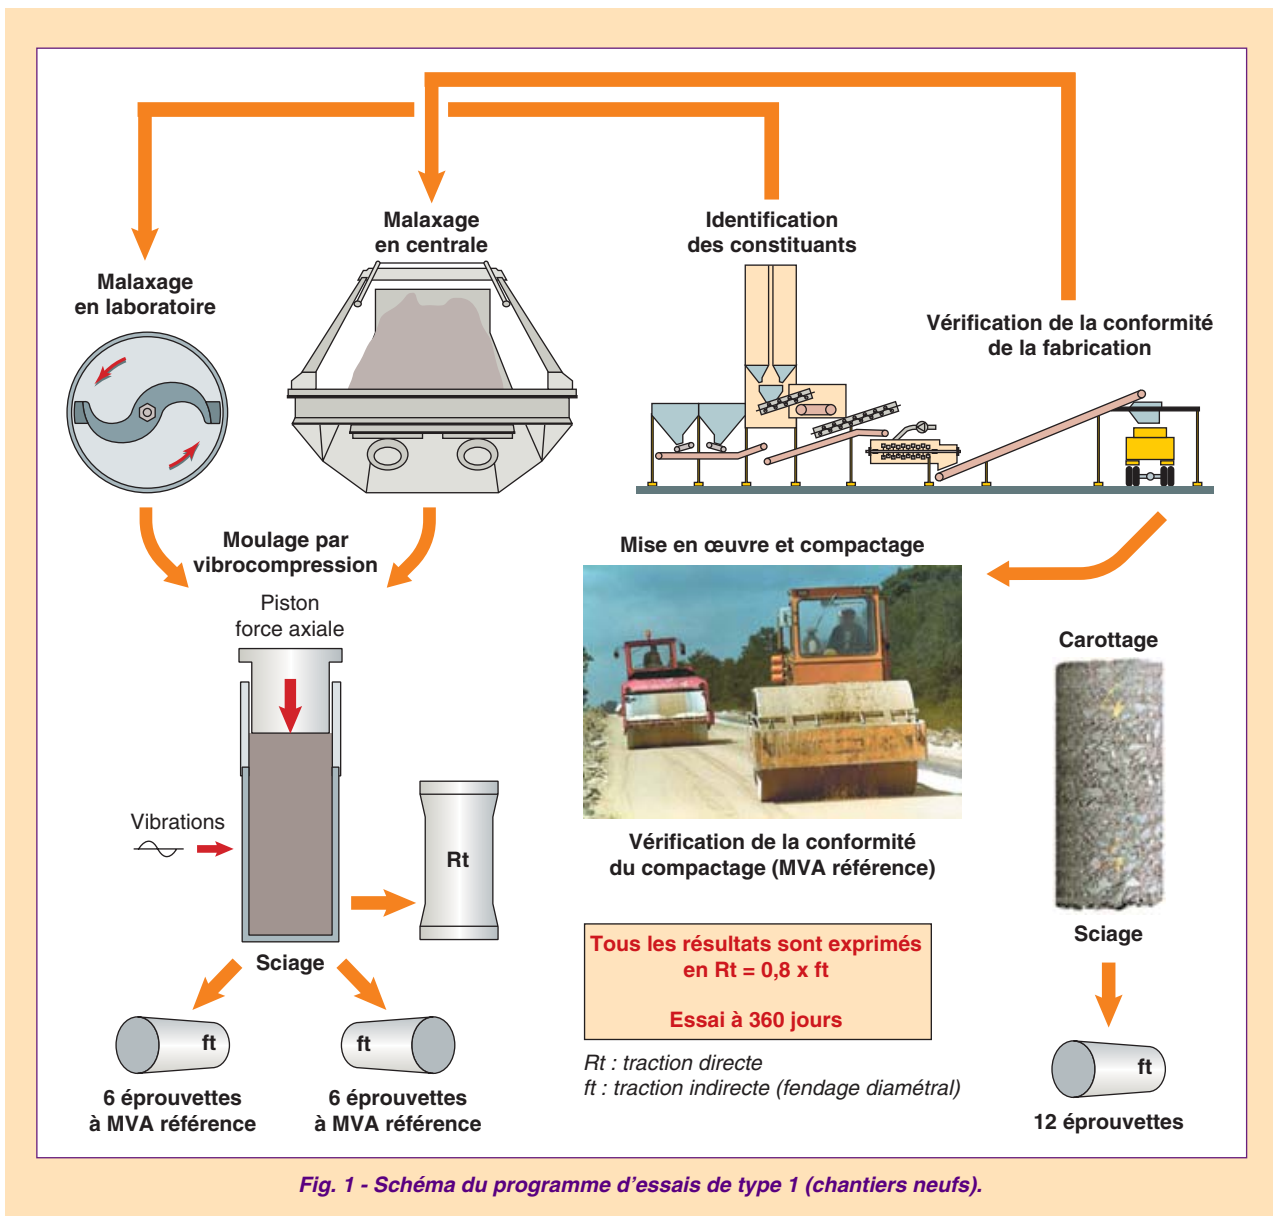 Malaxage
en centrale
Identification
des constituants
Malaxage
en laboratoire
Vérification de la conformité
de la fabrication
Moulage par
vibrocompression
Piston
force axiale
Mise en œuvre et compactage
Carottage
Vibrations
Rt
Vérification de la conformité
du compactage (MVA référence)
Sciage
Sciage
Tous les résultats sont exprimés
en Rt = 0,8 x ft
Essai à 360 jours
Rt : traction directe
ft : traction indirecte (fendage diamétral)
ft
ft
ft
6 éprouvettes
à MVA référence
6 éprouvettes
à MVA référence
12 éprouvettes
Fig. 1 - Schéma du programme d'essais de type 1 (chantiers neufs).